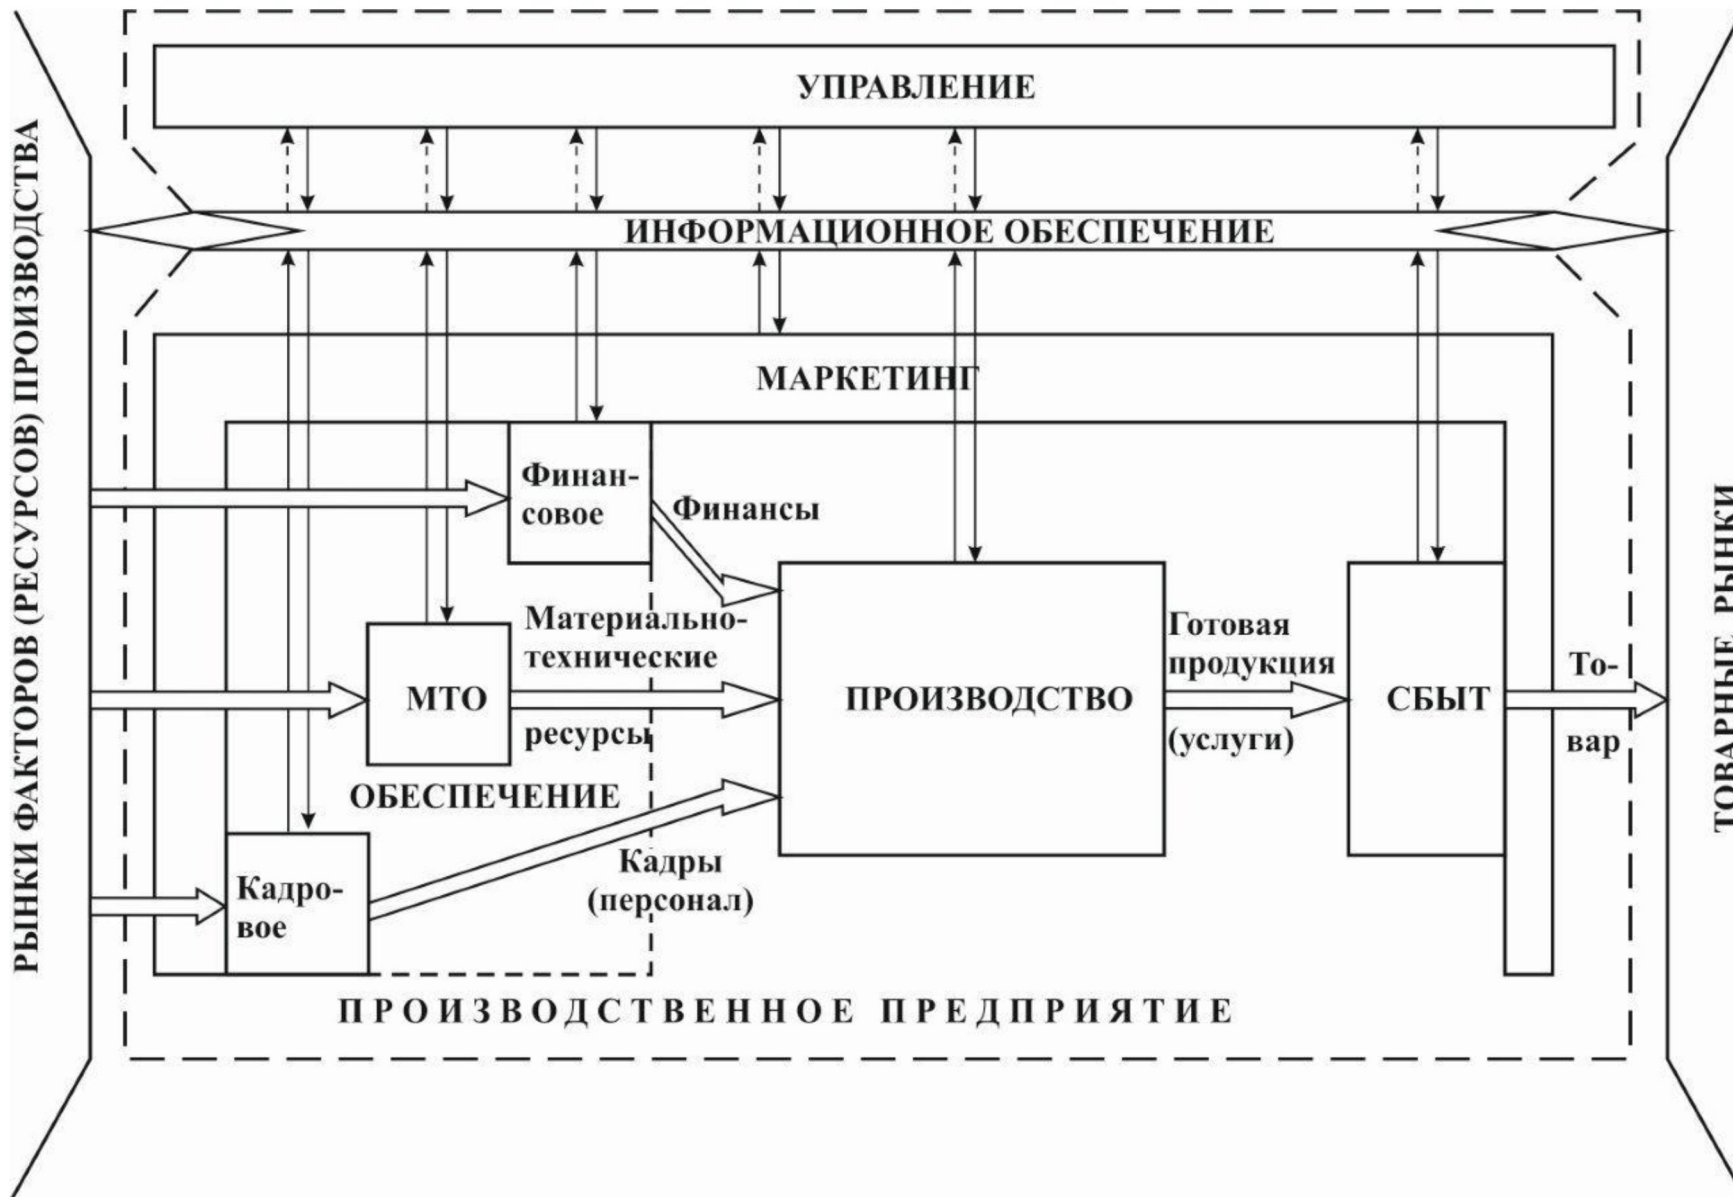 УПРАВЛЕНИЕ
ИНФОРМАЦИОННОЕ ОБЕСПЕЧЕНИЕ
РЫНКИ ФАКТОРОВ (РЕСУРСОВ) ПРОИЗВОДСТВА
МАРКЕТИНГ
Финан-
совое
Финансы
Материально-
технические
ресурсы
МТО
ОБЕСПЕЧЕНИЕ
Кадро-
вое
Кадры
(персонал)
ПРОИЗВОДСТВО
Готовая
продукция
(услуги)
СБЫТ
То-
вар
ТОВАРНЫЕ РЫНКИ
ПРОИЗВОДСТВЕННОЕ ПРЕДПРИЯТИЕ